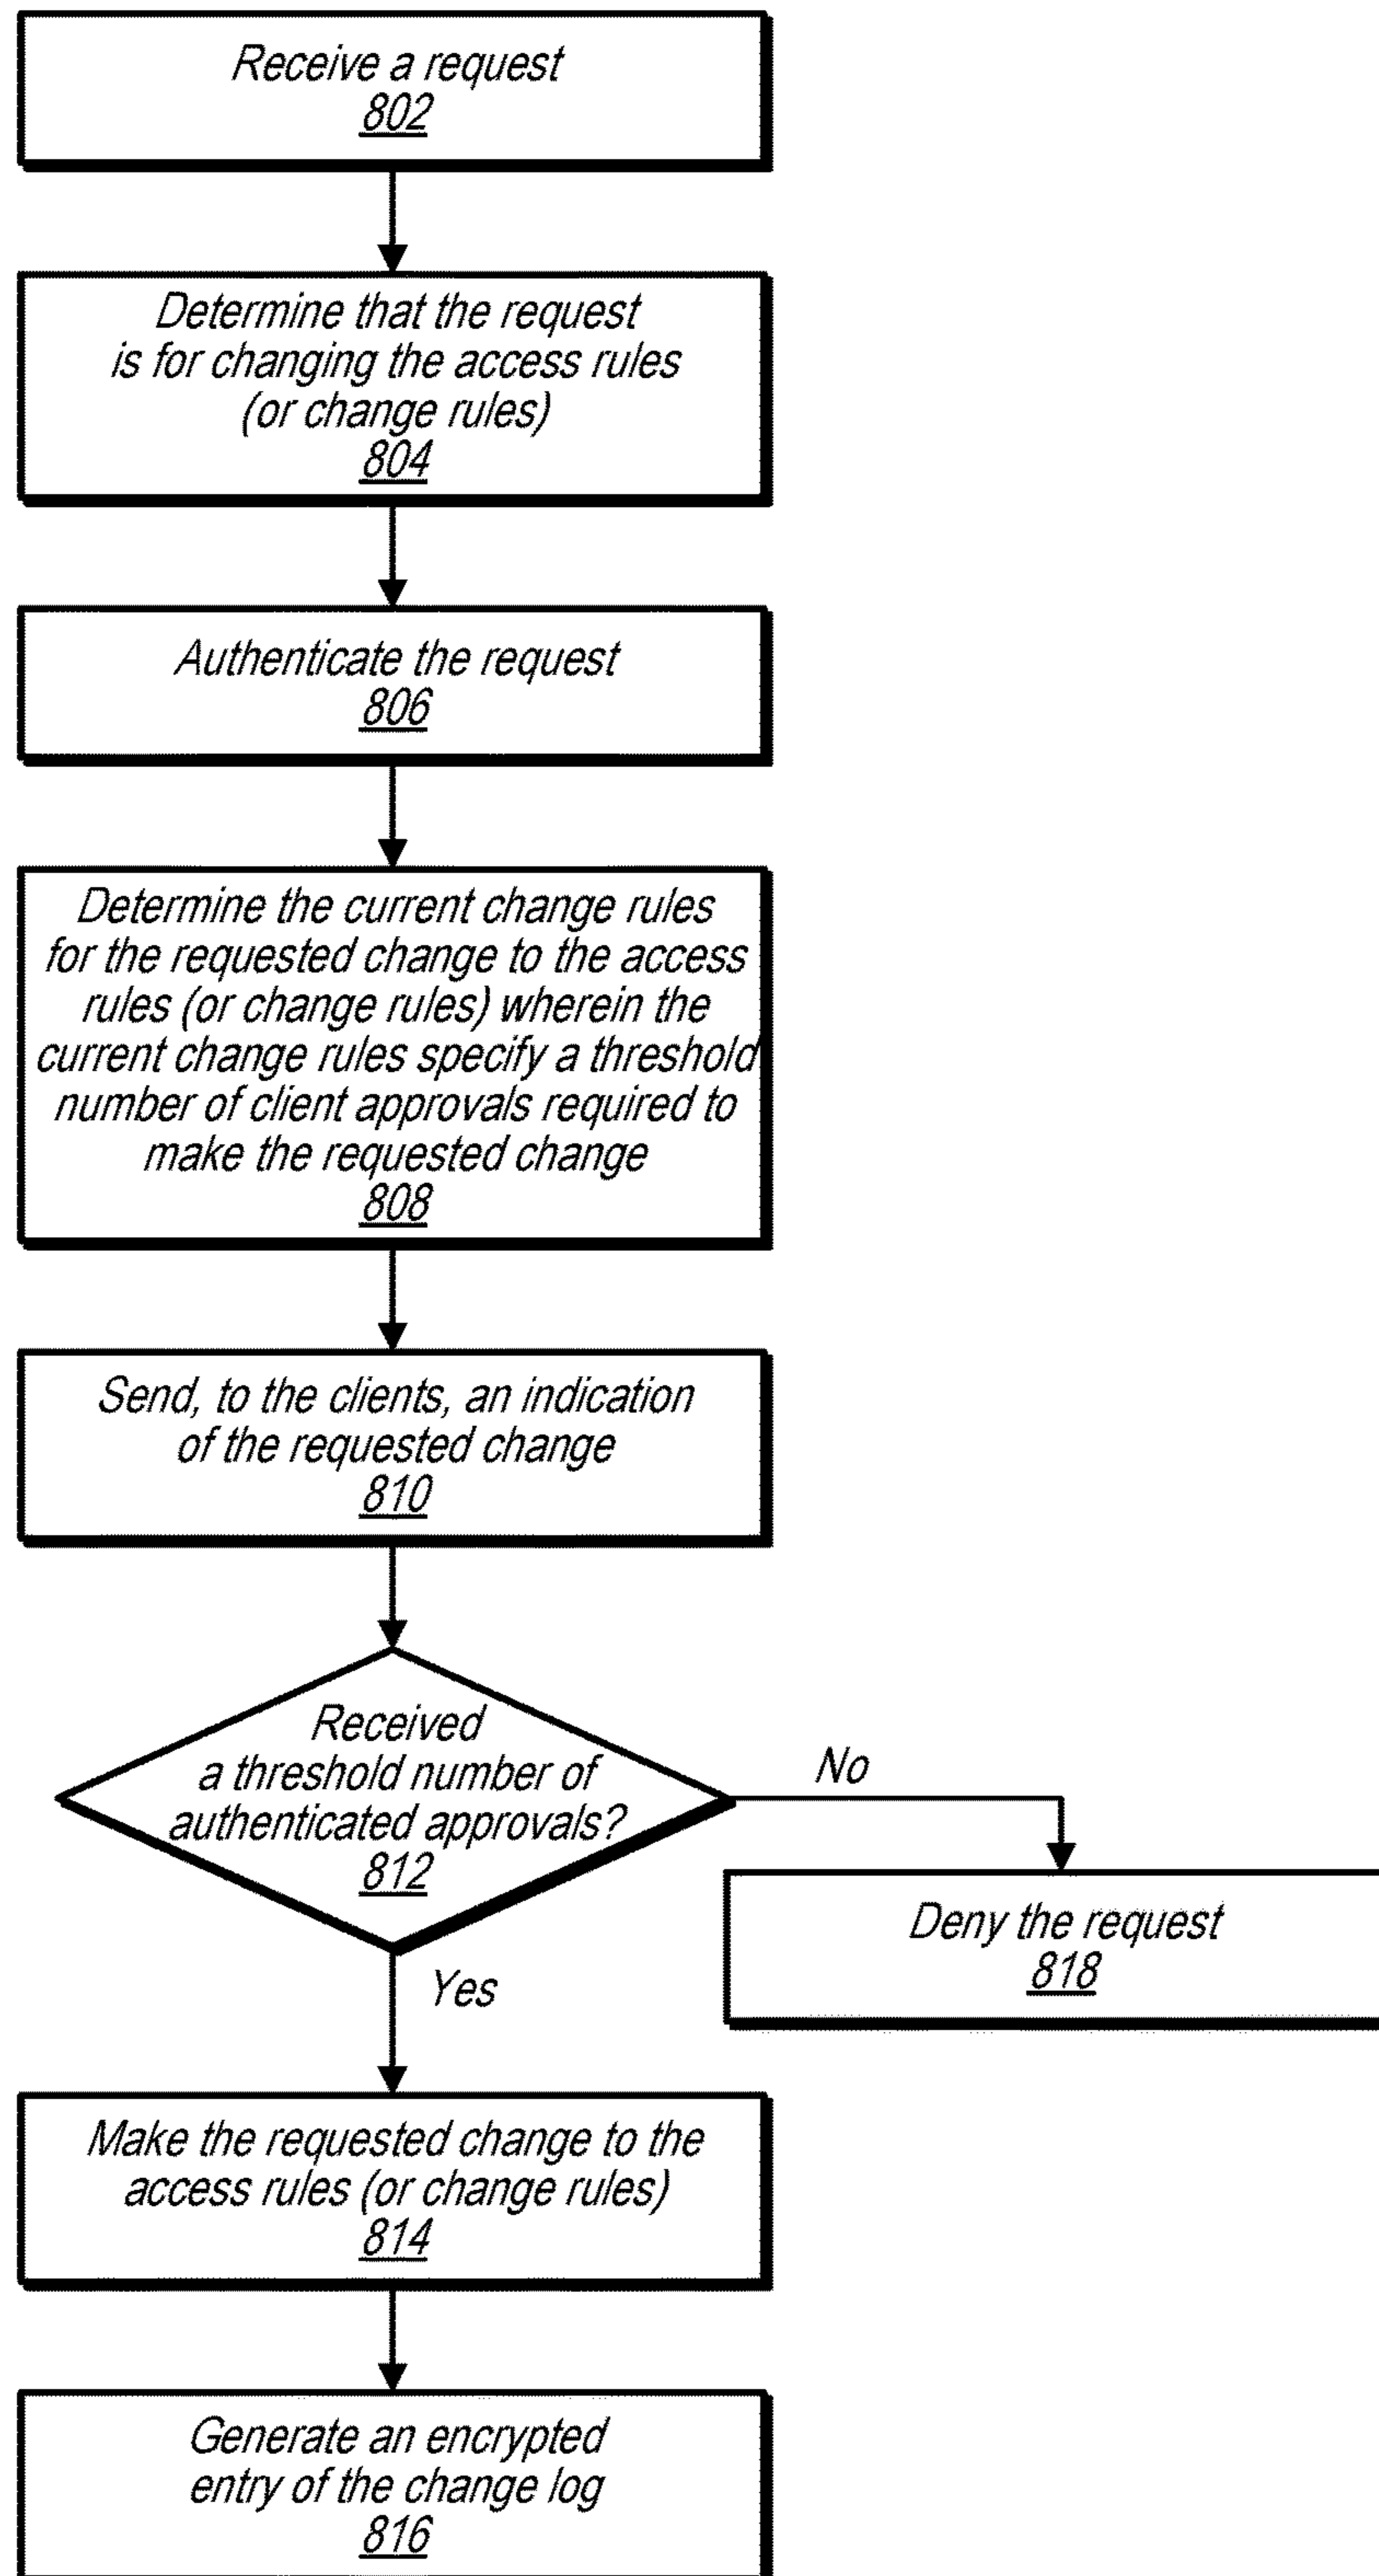 Receive a request
802
Determine that the request
is for changing the access rules
(or change rules)
804
Authenticate the request
806
Determine the current change rules
for the requested change to the access
rules (or change rules) wherein the
current change rules specify a threshold
number of client approvals required to
make the requested change
808
Send, to the clients, an indication
of the requested change
810
Received
a threshold number of
authenticated approvals?
812
No
Deny the request
818
Yes
Make the requested change to the
access rules (or change rules)
814
Generate an encrypted
entry of the change log
816